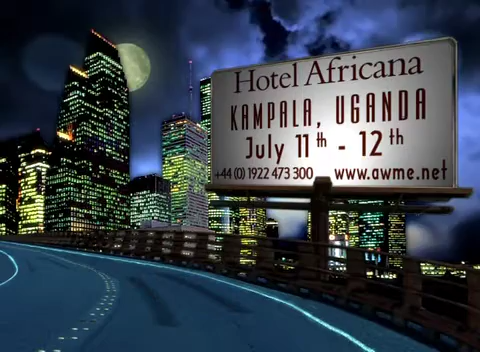 Hotel Africana
KAMPALA, UGANDA
July 11th - 12th
+44 (0) 1922 473 300 www.awme.net